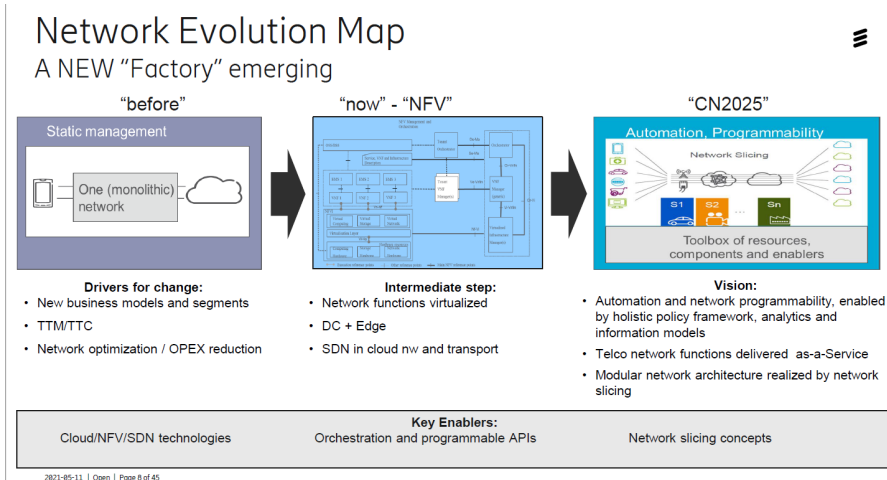 Network Evolution Map
A NEW "Factory" emerging
"before"
"now" - "NFV"
"CN2025"
Static management
One (monolithic)
network
Automation, Programmability
Network Slicing
S1
S2
...
Sn
Toolbox of resources,
components and enablers
Drivers for change:
• New business models and segments
• TTM/TTC
• Network optimization / OPEX reduction
Intermediate step:
• Network functions virtualized
• DC + Edge
• SDN in cloud nw and transport
Vision:
• Automation and network programmability, enabled
by holistic policy framework, analytics and
information models
• Telco network functions delivered as-a-Service
• Modular network architecture realized by network
slicing
Key Enablers:
Cloud/NFV/SDN technologies
Orchestration and programmable APIs
Network slicing concepts
2021-05-11 | Open | Page 8 of 45